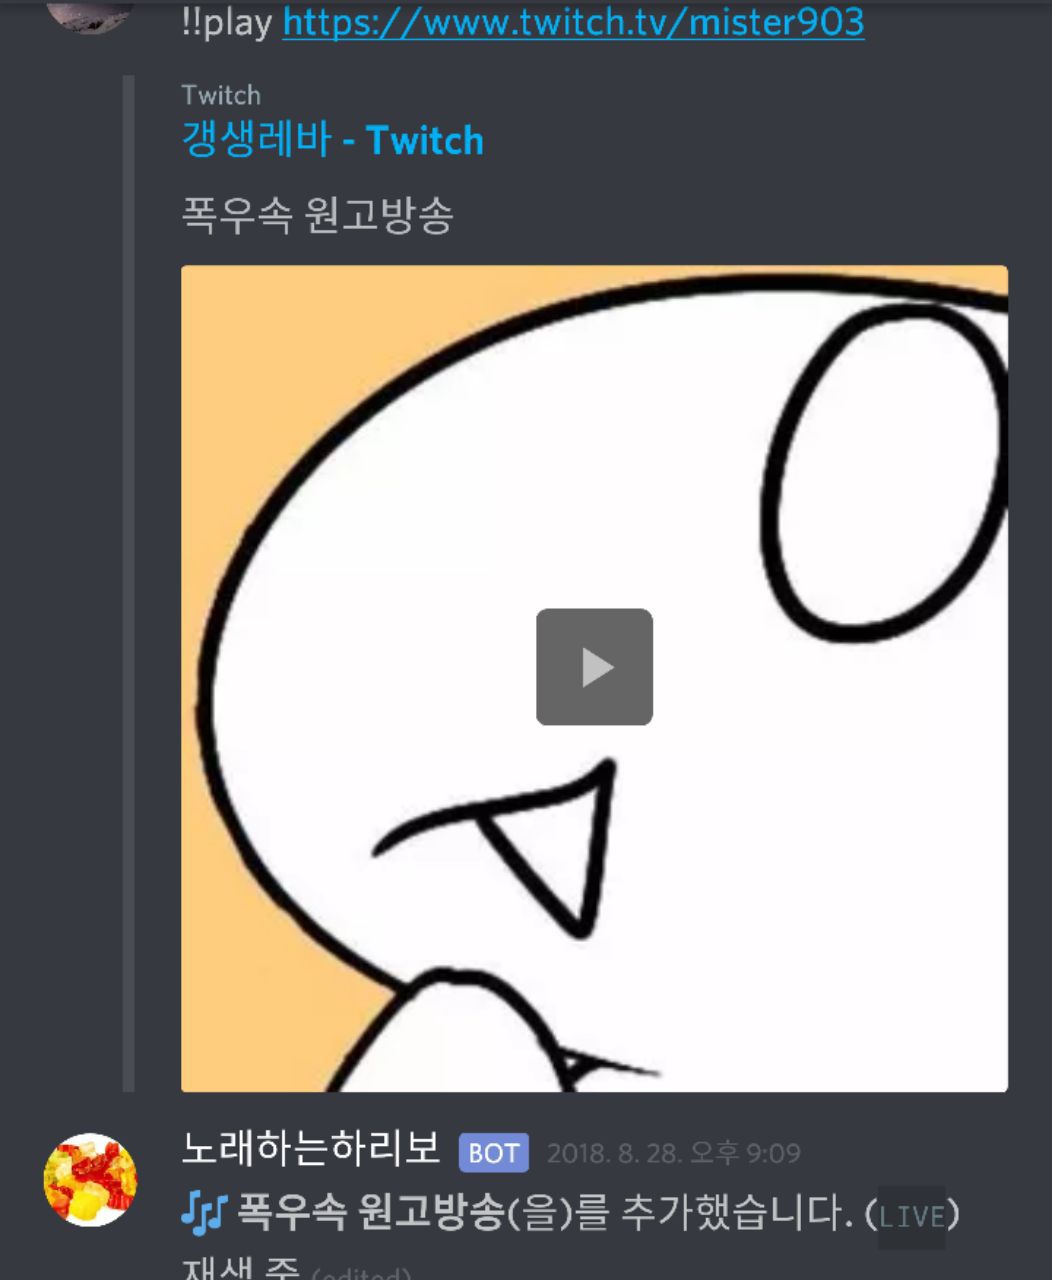 !!play https://www.twitch.tv/mister903
Twitch
갱생레바 - Twitch
폭우속 원고방송
노래하는하리보 BOT 2018. 8. 28. 오후 9:09
폭우속 원고방송(을)를 추가했습니다. (LIVE)
재생 중 (edited)